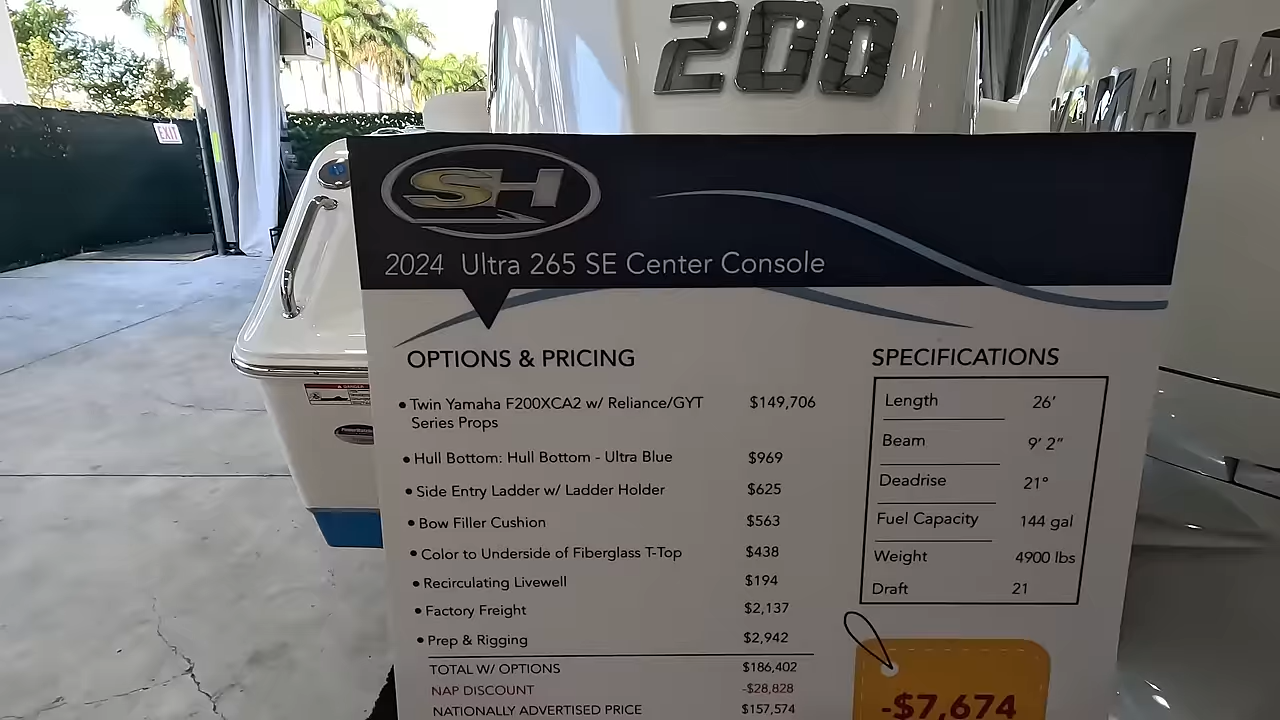 200
YAMAHA
EXIT
SH
2024 Ultra 265 SE Center Console
OPTIONS & PRICING
• Twin Yamaha F200XCA2 w/ Reliance/GYT $149,706
Series Props
• Hull Bottom: Hull Bottom - Ultra Blue $969
• Side Entry Ladder w/ Ladder Holder $625
• Bow Filler Cushion $563
• Color to Underside of Fiberglass T-Top $438
• Recirculating Livewell $194
• Factory Freight $2,137
• Prep & Rigging $2,942
TOTAL W/ OPTIONS $186,402
NAP DISCOUNT -$28,828
NATIONALLY ADVERTISED PRICE $157,574
SPECIFICATIONS
Length 26'
Beam 9' 2"
Deadrise 21°
Fuel Capacity 144 gal
Weight 4900 lbs
Draft 21
-$7,674